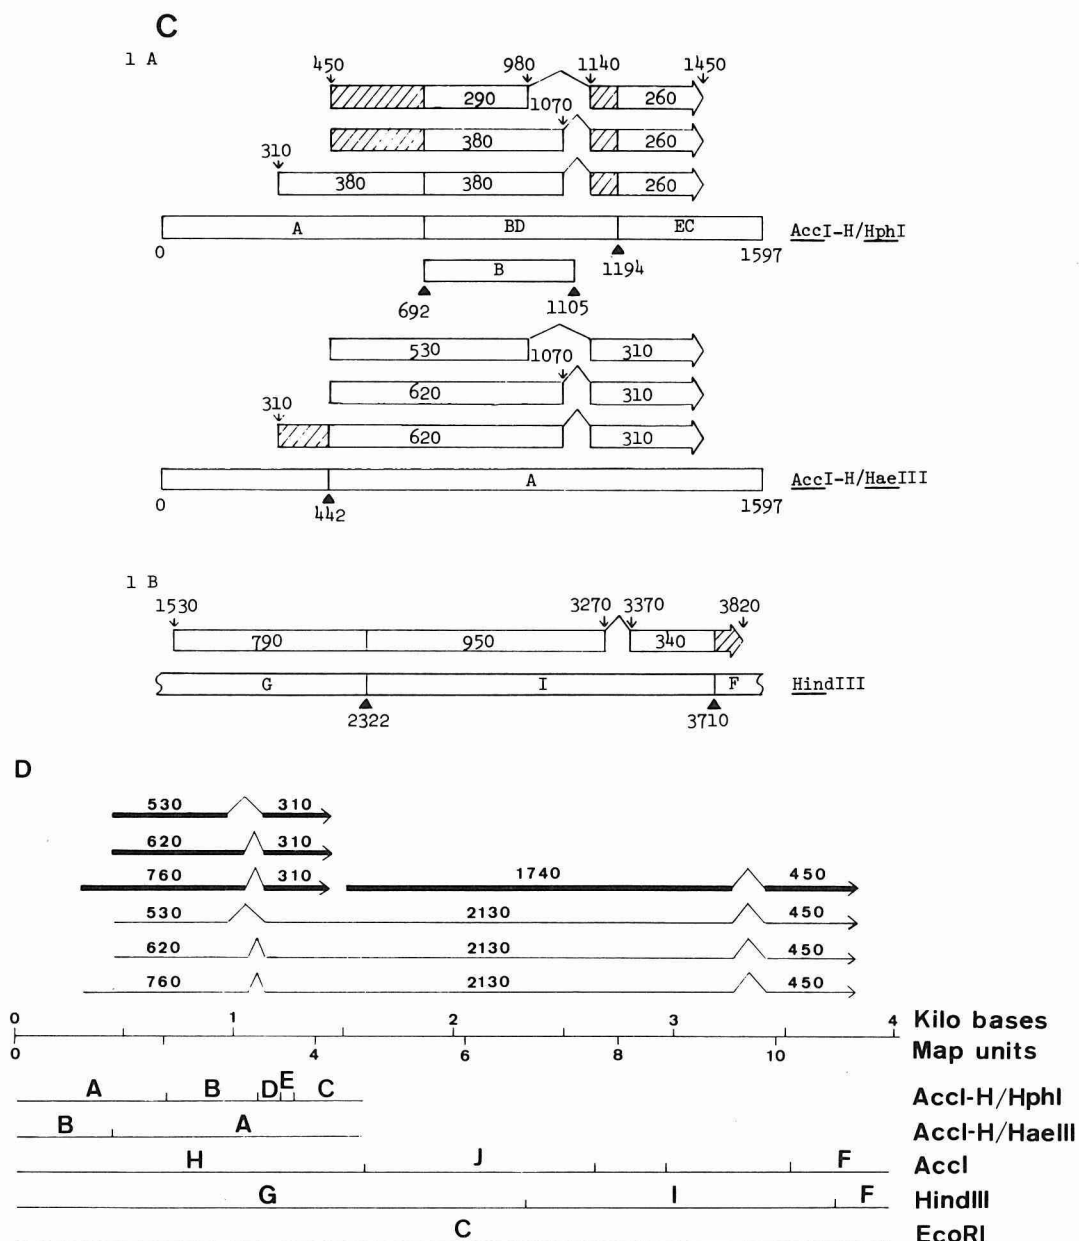 C
1 A
450 980 1140 1450
290 260
1070
380 260
310
380 380 260
A BD EC AccI-H/HphI
0 1194 1597
B
692 1105
530 310
1070
620 310
310
620 310
A AccI-H/HaeIII
0 442 1597
1 B
1530 3270 3370 3820
790 950 340
G I F HindIII
2322 3710
D
530 310
620 310
760 310 1740 450
530 2130 450
620 2130 450
760 2130 450
0 1 2 3 4 Kilo bases
0 4 6 8 10 Map units
A B D E C AccI-H/HphI
B A AccI-H/HaeIII
H J F AccI
G I F HindIII
C EcoRI